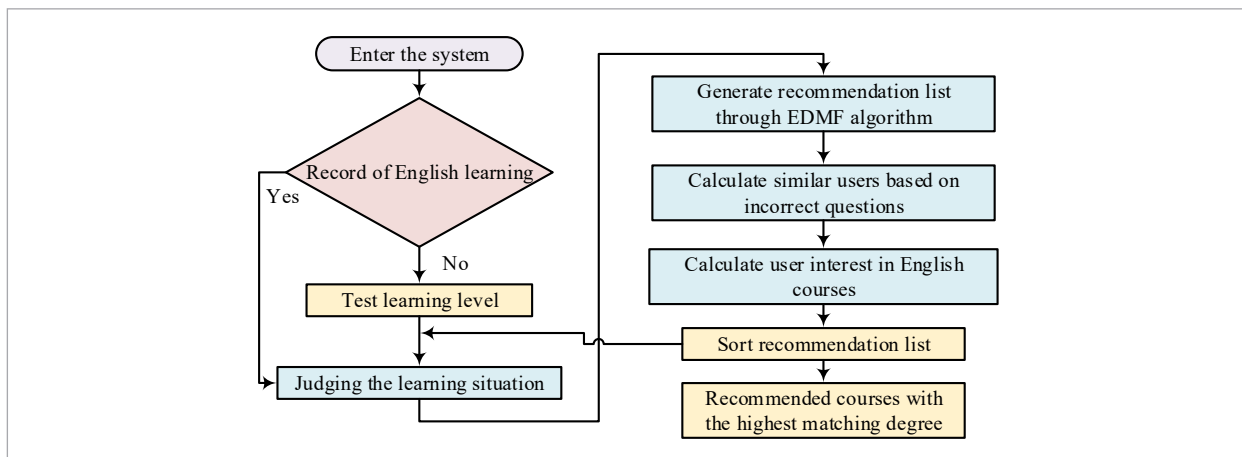 Enter the system
Record of English learning
Yes
No
Test learning level
Judging the learning situation
Generate recommendation list
through EDMF algorithm
Calculate similar users based on
incorrect questions
Calculate user interest in English
courses
Sort recommendation list
Recommended courses with
the highest matching degree